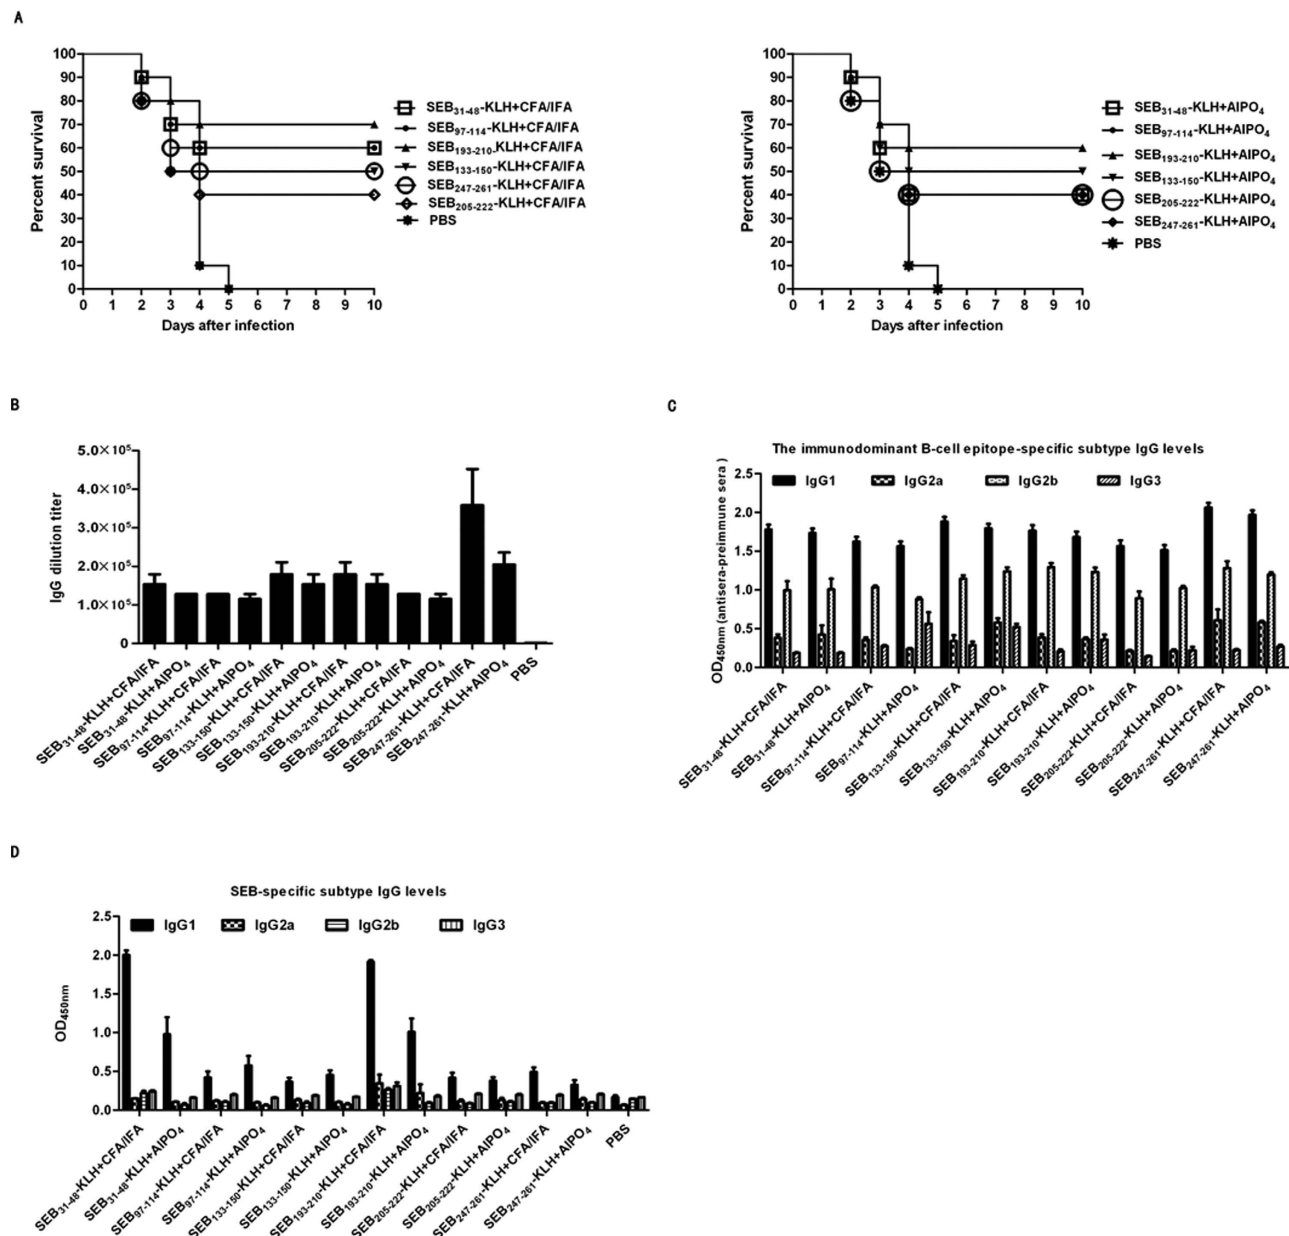 A
100
90
80
70
60
50
40
30
20
10
0
Percent survival
0 1 2 3 4 5 6 7 8 9 10
Days after infection
SEB31-48-KLH+CFA/IFA
SEB97-114-KLH+CFA/IFA
SEB193-210-KLH+CFA/IFA
SEB133-150-KLH+CFA/IFA
SEB247-261-KLH+CFA/IFA
SEB205-222-KLH+CFA/IFA
PBS
100
90
80
70
60
50
40
30
20
10
0
Percent survival
0 1 2 3 4 5 6 7 8 9 10
Days after infection
SEB31-48-KLH+AlPO4
SEB97-114-KLH+AlPO4
SEB193-210-KLH+AlPO4
SEB133-150-KLH+AlPO4
SEB205-222-KLH+AlPO4
SEB247-261-KLH+AlPO4
PBS
B
5.0×10⁵
4.0×10⁵
3.0×10⁵
2.0×10⁵
1.0×10⁵
0
IgG dilution titer
SEB31-48-KLH+CFA/IFA
SEB31-48-KLH+AlPO4
SEB97-114-KLH+CFA/IFA
SEB97-114-KLH+AlPO4
SEB133-150-KLH+CFA/IFA
SEB133-150-KLH+AlPO4
SEB193-210-KLH+CFA/IFA
SEB193-210-KLH+AlPO4
SEB205-222-KLH+CFA/IFA
SEB205-222-KLH+AlPO4
SEB247-261-KLH+CFA/IFA
SEB247-261-KLH+AlPO4
PBS
C
The immunodominant B-cell epitope-specific subtype IgG levels
IgG1 IgG2a IgG2b IgG3
2.5
2.0
1.5
1.0
0.5
0.0
OD450nm (antisera-preimmune sera )
SEB31-48-KLH+CFA/IFA
SEB31-48-KLH+AlPO4
SEB97-114-KLH+CFA/IFA
SEB97-114-KLH+AlPO4
SEB133-150-KLH+CFA/IFA
SEB133-150-KLH+AlPO4
SEB193-210-KLH+CFA/IFA
SEB193-210-KLH+AlPO4
SEB205-222-KLH+CFA/IFA
SEB205-222-KLH+AlPO4
SEB247-261-KLH+CFA/IFA
SEB247-261-KLH+AlPO4
D
SEB-specific subtype IgG levels
IgG1 IgG2a IgG2b IgG3
2.5
2.0
1.5
1.0
0.5
0.0
OD450nm
SEB31-48-KLH+CFA/IFA
SEB31-48-KLH+AlPO4
SEB97-114-KLH+CFA/IFA
SEB97-114-KLH+AlPO4
SEB133-150-KLH+CFA/IFA
SEB133-150-KLH+AlPO4
SEB193-210-KLH+CFA/IFA
SEB193-210-KLH+AlPO4
SEB205-222-KLH+CFA/IFA
SEB205-222-KLH+AlPO4
SEB247-261-KLH+CFA/IFA
SEB247-261-KLH+AlPO4
PBS